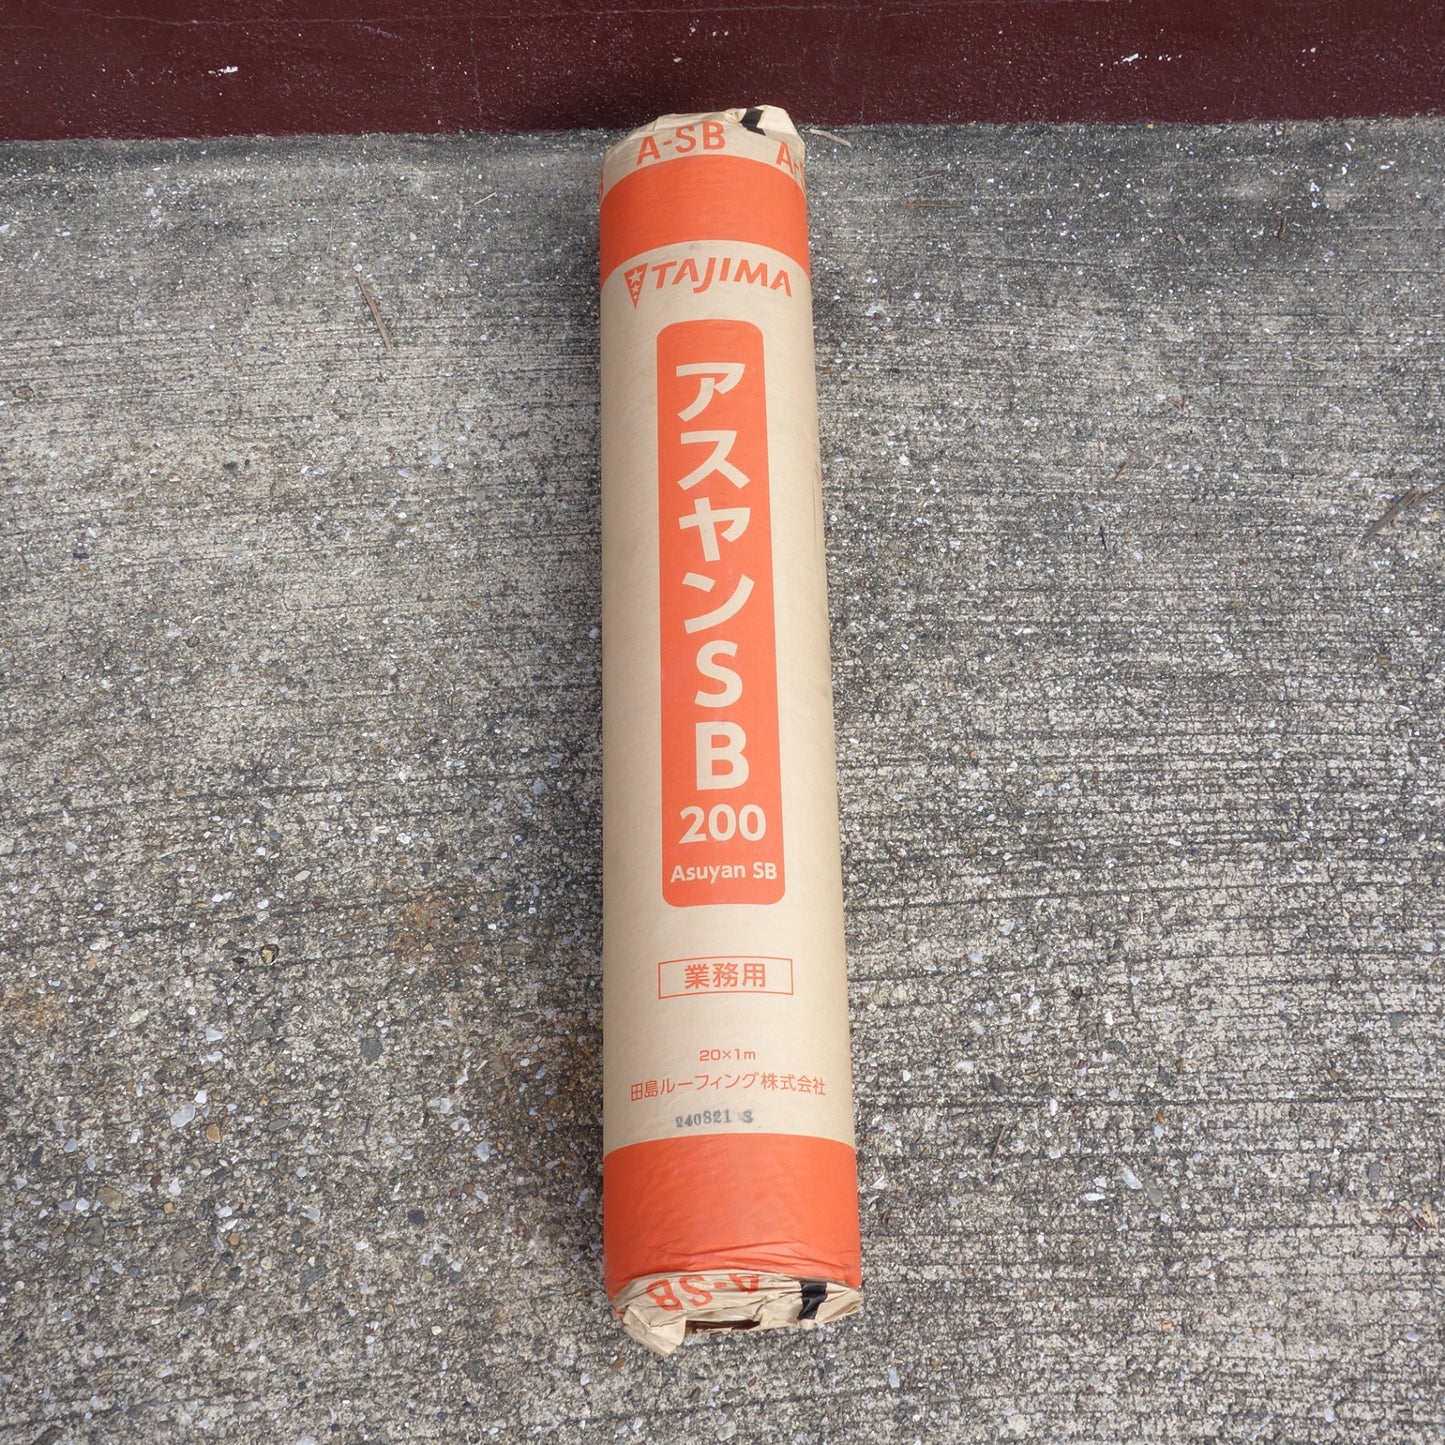 A-SB
TAJIMA
アスヤンSB
200
Asuyan SB
業務用
20×1m
田島ルーフィング株式会社
240821 S
A-SB